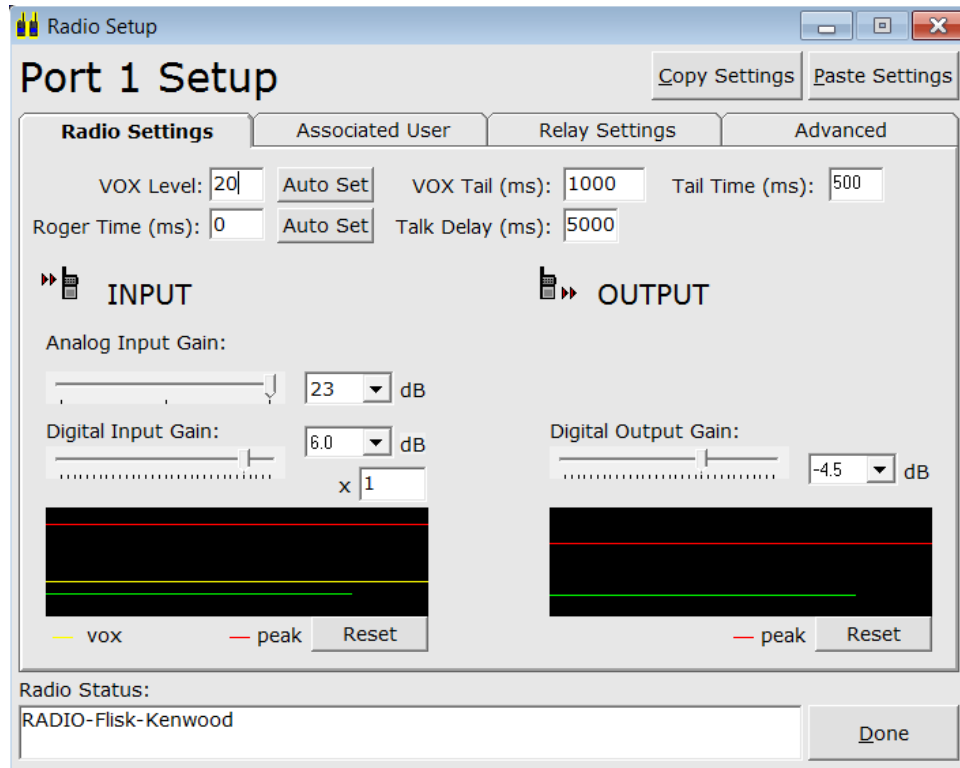 Radio Setup
Port 1 Setup
Copy Settings
Paste Settings
Radio Settings
Associated User
Relay Settings
Advanced
VOX Level: 20 Auto Set VOX Tail (ms): 1000 Tail Time (ms): 500
Roger Time (ms): 0 Auto Set Talk Delay (ms): 5000
INPUT
OUTPUT
Analog Input Gain:
23 dB
Digital Input Gain:
6.0 dB
x 1
Digital Output Gain:
-4.5 dB
vox
peak
Reset
peak
Reset
Radio Status:
RADIO-Flisk-Kenwood
Done